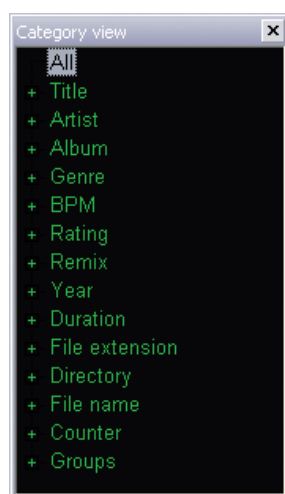 Category view
All
+ Title
+ Artist
+ Album
+ Genre
+ BPM
+ Rating
+ Remix
+ Year
+ Duration
+ File extension
+ Directory
+ File name
+ Counter
+ Groups